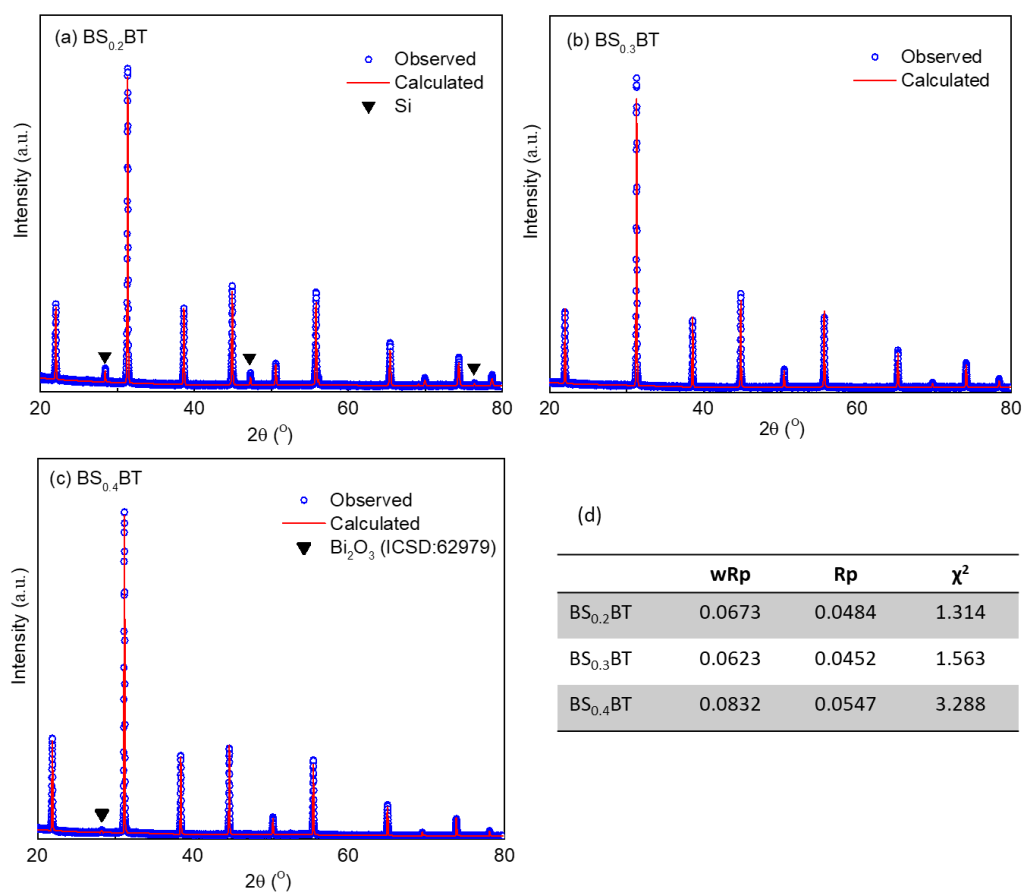 (a) BS₀.₂BT
Observed
Calculated
Si
Intensity (a.u.)
20 40 60 80
2θ (°)
(b) BS₀.₃BT
Observed
Calculated
Intensity (a.u.)
20 40 60 80
2θ (°)
(c) BS₀.₄BT
Observed
Calculated
Bi₂O₃ (ICSD:62979)
Intensity (a.u.)
20 40 60 80
2θ (°)
(d)
wRp Rp χ²
BS₀.₂BT 0.0673 0.0484 1.314
BS₀.₃BT 0.0623 0.0452 1.563
BS₀.₄BT 0.0832 0.0547 3.288